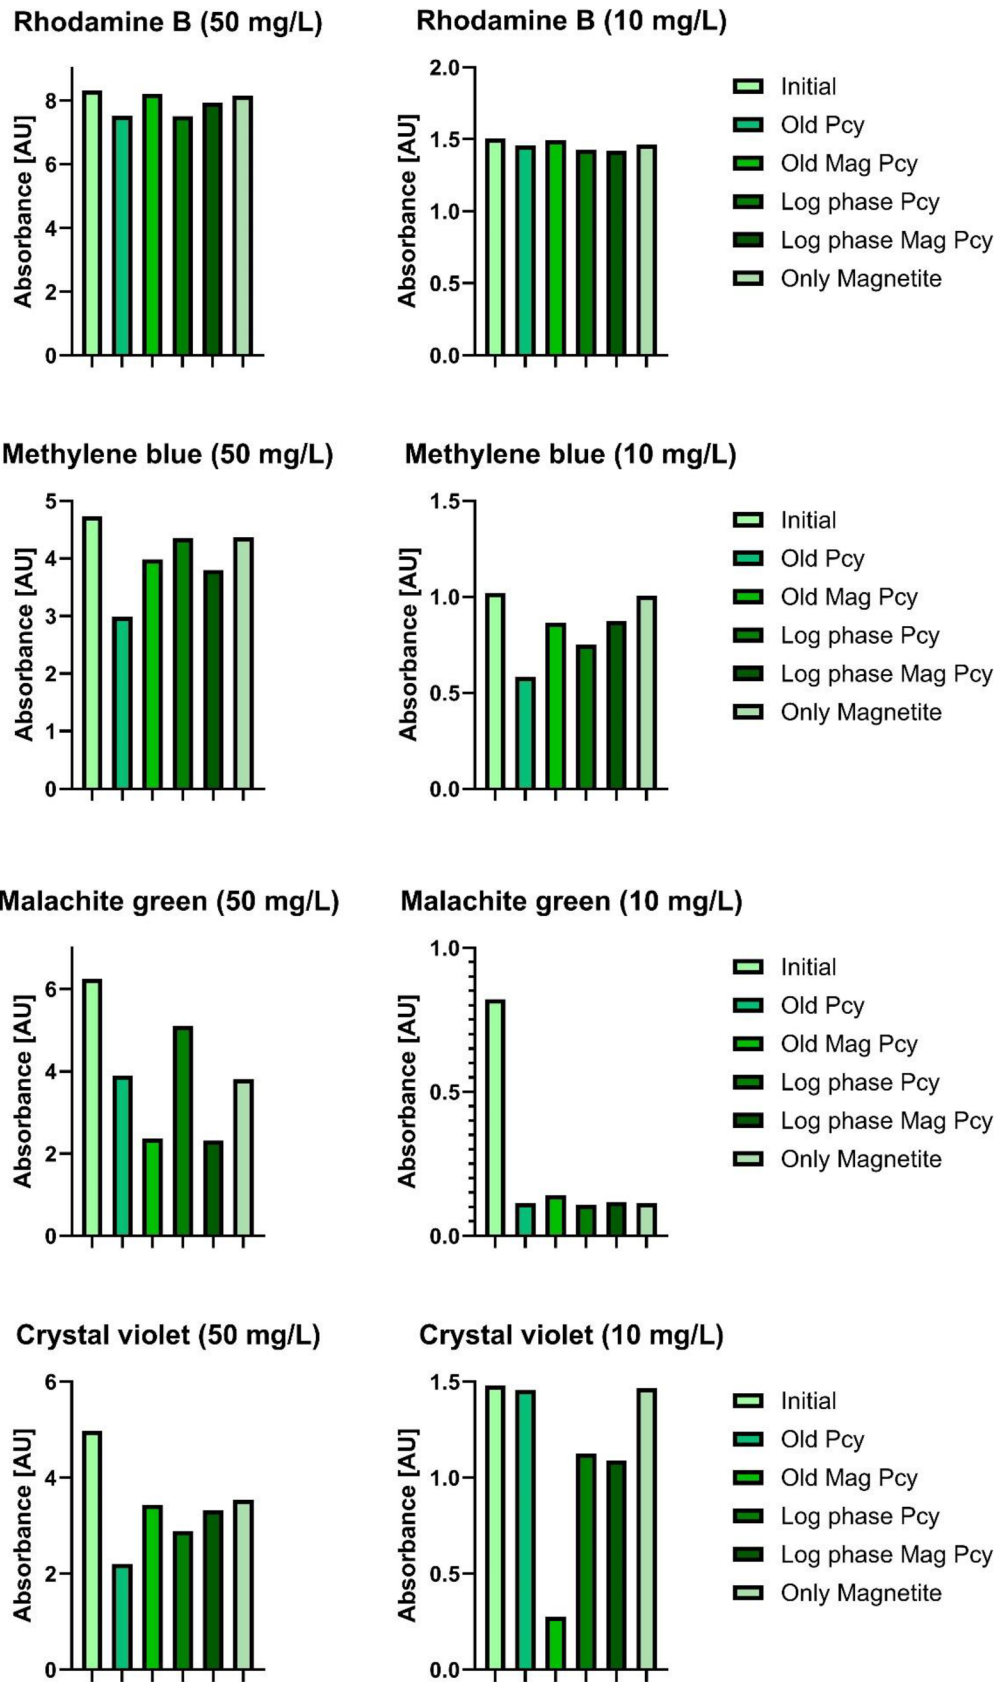 Rhodamine B (50 mg/L)
Absorbance [AU]
8
6
4
2
0
Rhodamine B (10 mg/L)
Absorbance [AU]
2.0
1.5
1.0
0.5
0.0
Initial
Old Pcy
Old Mag Pcy
Log phase Pcy
Log phase Mag Pcy
Only Magnetite
Methylene blue (50 mg/L)
Absorbance [AU]
5
4
3
2
1
0
Methylene blue (10 mg/L)
Absorbance [AU]
1.5
1.0
0.5
0.0
Initial
Old Pcy
Old Mag Pcy
Log phase Pcy
Log phase Mag Pcy
Only Magnetite
Malachite green (50 mg/L)
Absorbance [AU]
6
4
2
0
Malachite green (10 mg/L)
Absorbance [AU]
1.0
0.5
0.0
Initial
Old Pcy
Old Mag Pcy
Log phase Pcy
Log phase Mag Pcy
Only Magnetite
Crystal violet (50 mg/L)
Absorbance [AU]
6
4
2
0
Crystal violet (10 mg/L)
Absorbance [AU]
1.5
1.0
0.5
0.0
Initial
Old Pcy
Old Mag Pcy
Log phase Pcy
Log phase Mag Pcy
Only Magnetite